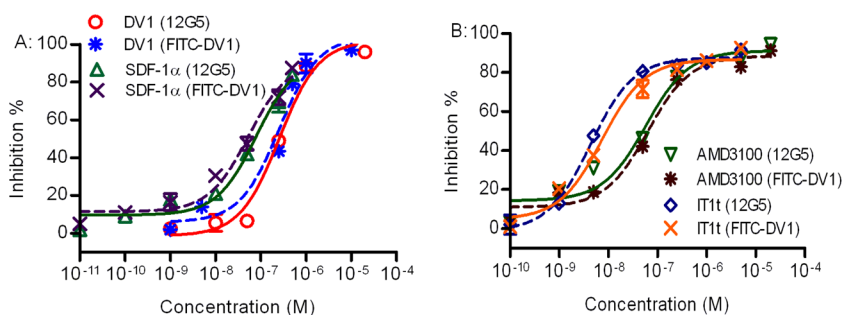 A:
DV1 (12G5)
DV1 (FITC-DV1)
SDF-1α (12G5)
SDF-1α (FITC-DV1)
Inhibition %
100
80
60
40
20
0
10-11 10-10 10-9 10-8 10-7 10-6 10-5 10-4
Concentration (M)
B:
Inhibition %
100
80
60
40
20
0
AMD3100 (12G5)
AMD3100 (FITC-DV1)
IT1t (12G5)
IT1t (FITC-DV1)
10-10 10-9 10-8 10-7 10-6 10-5 10-4
Concentration (M)